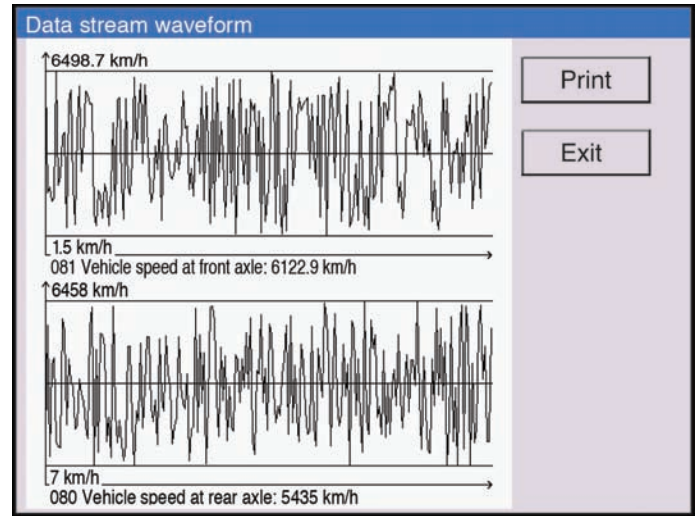 Data stream waveform
6498.7 km/h
1.5 km/h
081 Vehicle speed at front axle: 6122.9 km/h
6458 km/h
7 km/h
080 Vehicle speed at rear axle: 5435 km/h
Print
Exit